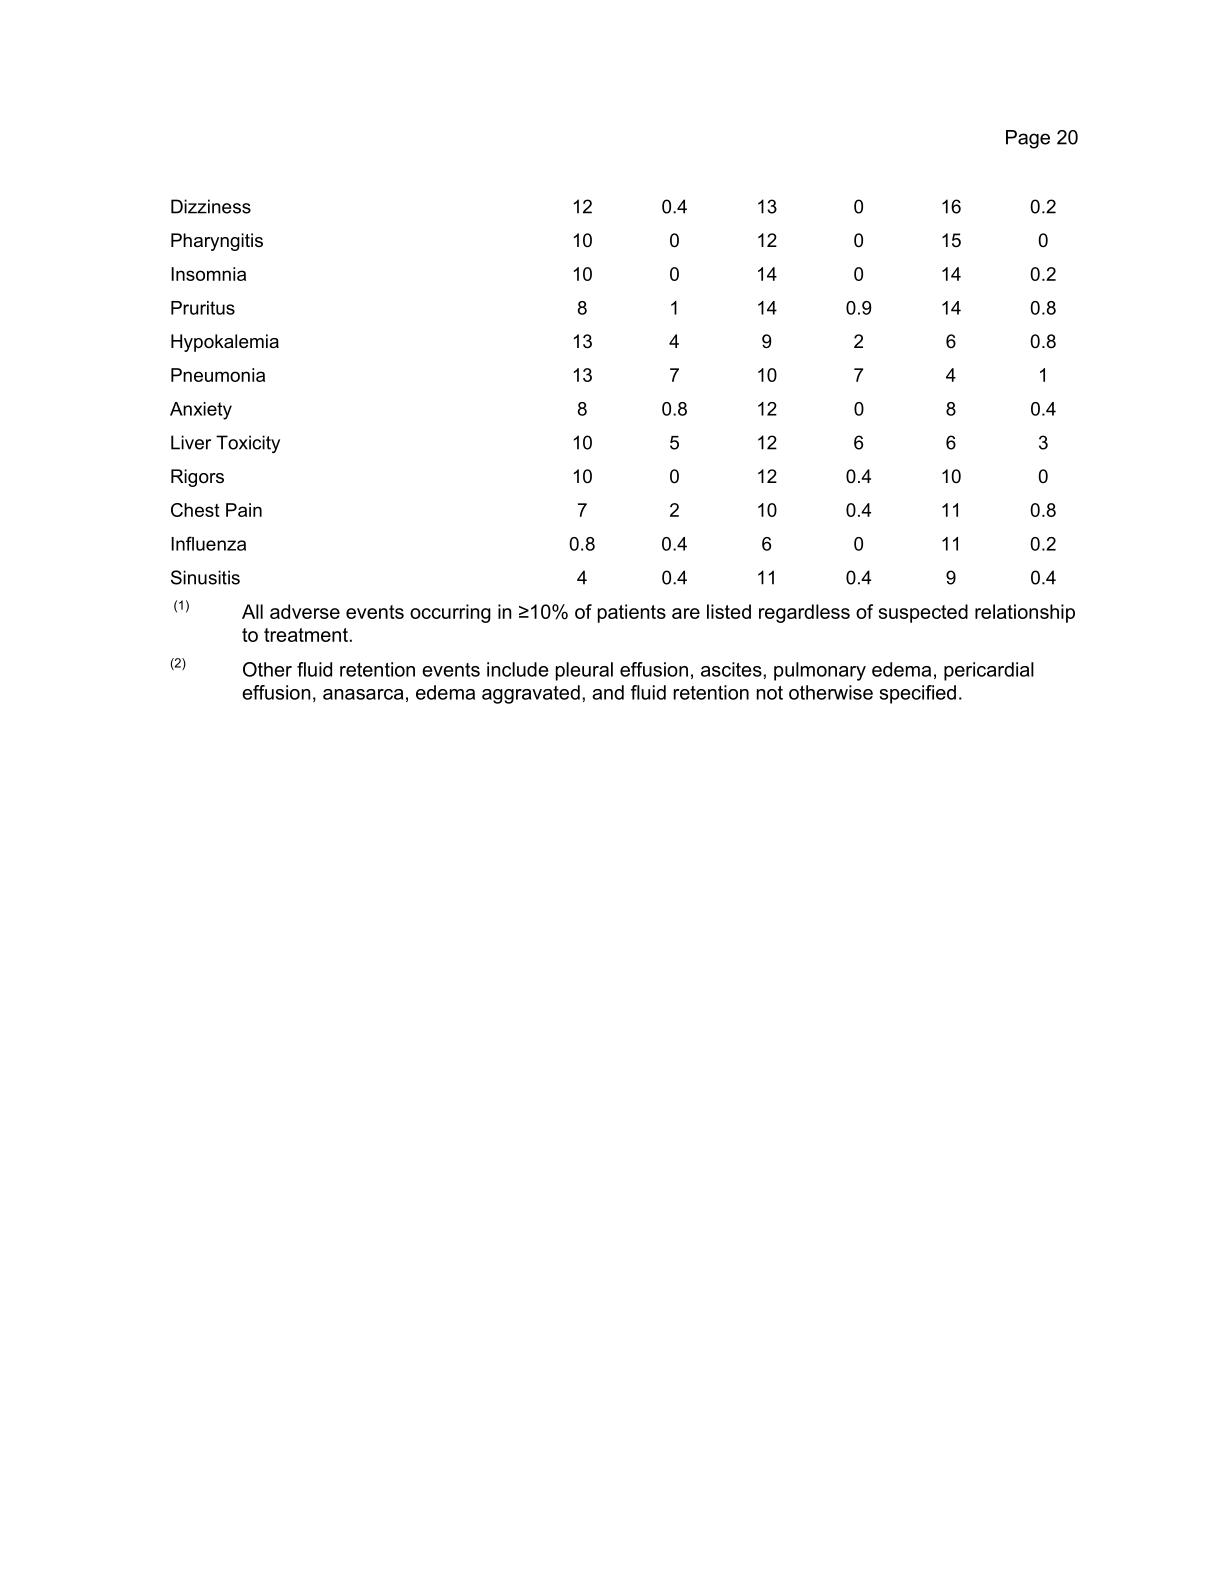 Page 20
Dizziness 12 0.4 13 0 16 0.2
Pharyngitis 10 0 12 0 15 0
Insomnia 10 0 14 0 14 0.2
Pruritus 8 1 14 0.9 14 0.8
Hypokalemia 13 4 9 2 6 0.8
Pneumonia 13 7 10 7 4 1
Anxiety 8 0.8 12 0 8 0.4
Liver Toxicity 10 5 12 6 6 3
Rigors 10 0 12 0.4 10 0
Chest Pain 7 2 10 0.4 11 0.8
Influenza 0.8 0.4 6 0 11 0.2
Sinusitis 4 0.4 11 0.4 9 0.4
(1) All adverse events occurring in ≥10% of patients are listed regardless of suspected relationship
to treatment.
(2) Other fluid retention events include pleural effusion, ascites, pulmonary edema, pericardial
effusion, anasarca, edema aggravated, and fluid retention not otherwise specified.